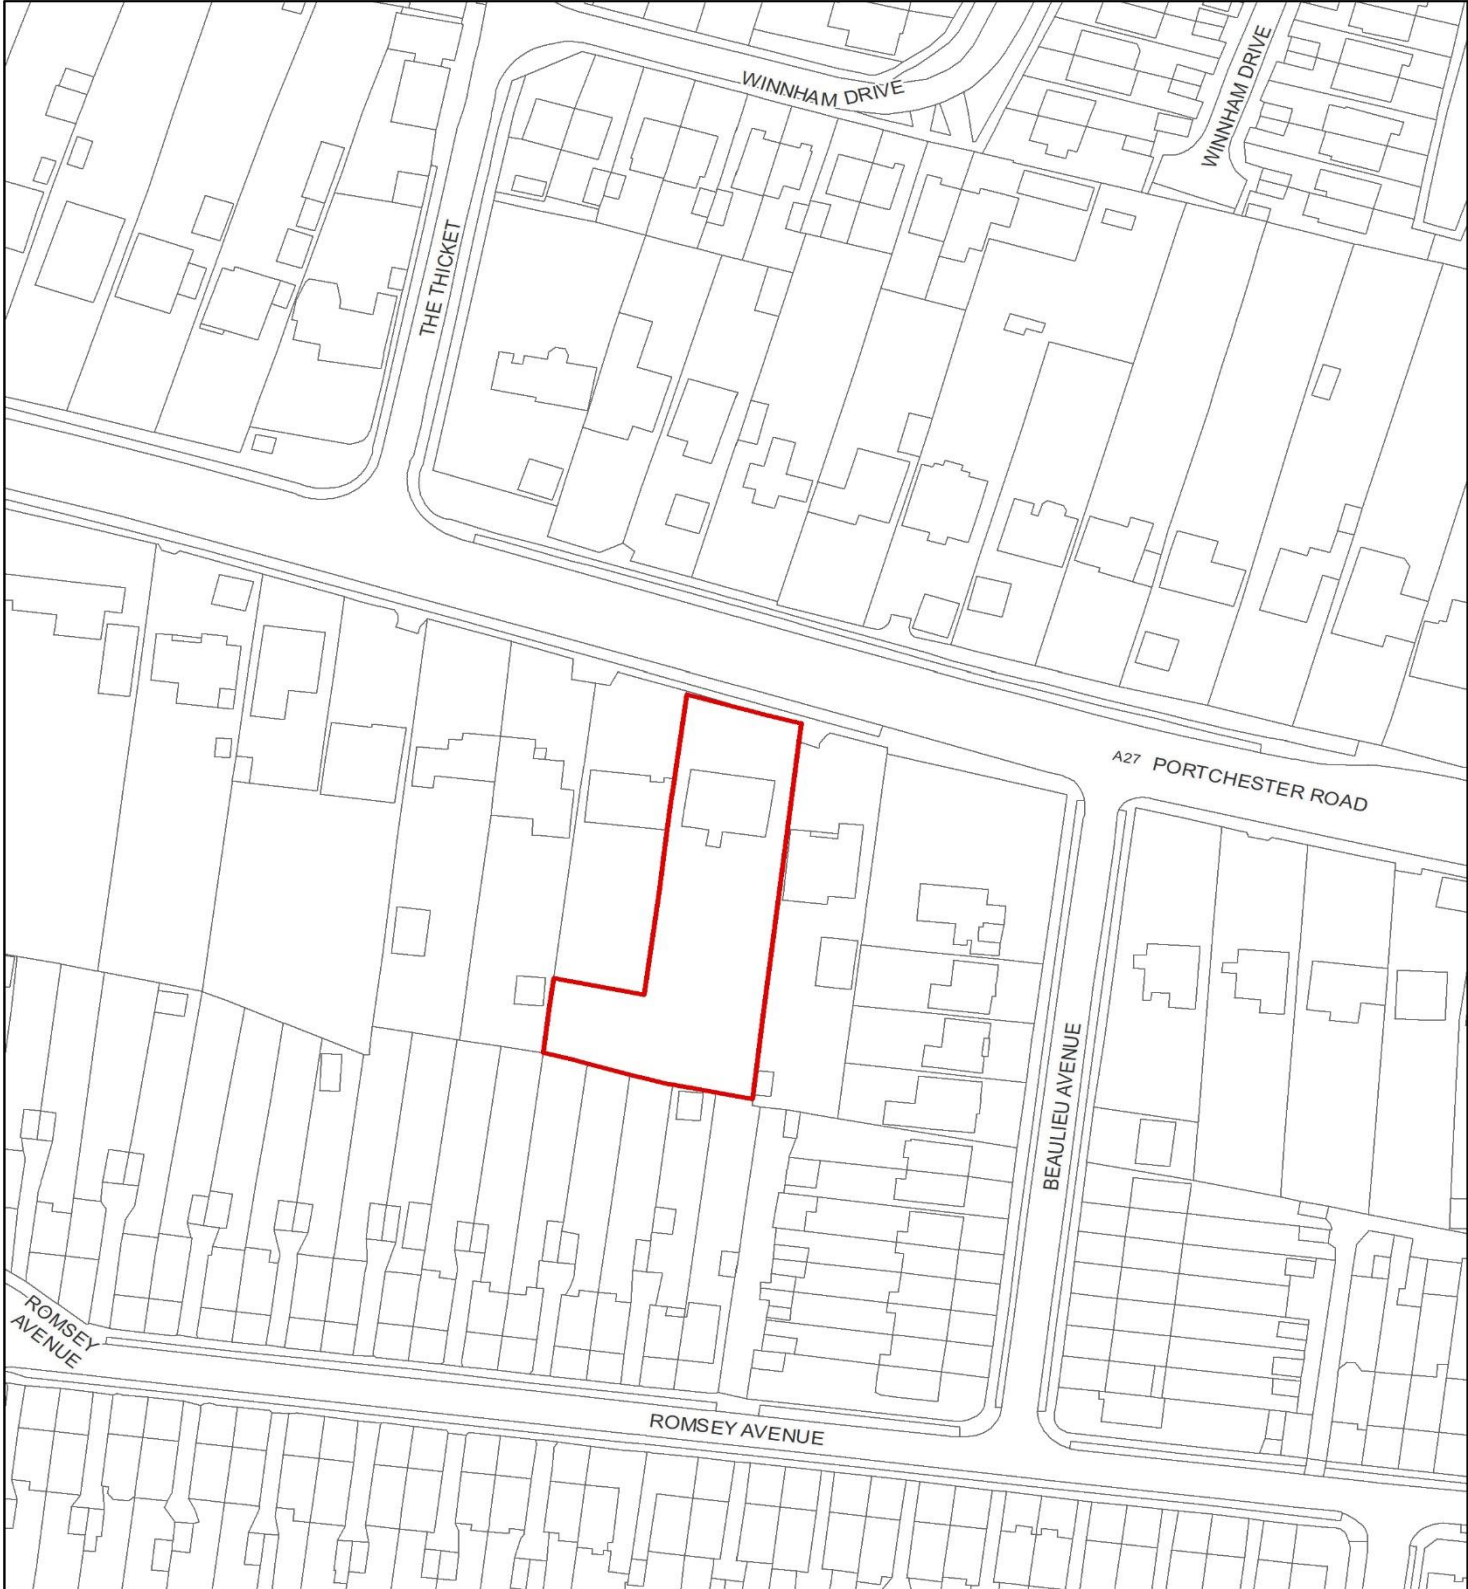 WINNHAM DRIVE
WINNHAM DRIVE
THE THICKET
A27 PORTCHESTER ROAD
BEAULIEU AVENUE
ROMSEY
AVENUE
ROMSEY AVENUE